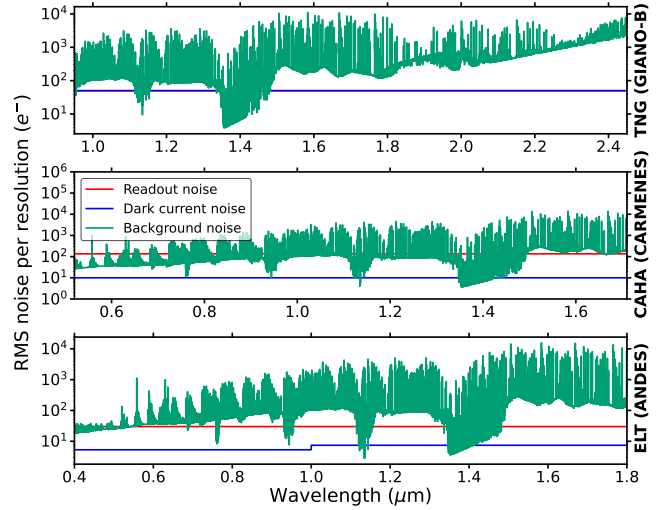 10⁴
10³
10²
10¹
1.0 1.2 1.4 1.6 1.8 2.0 2.2 2.4
TNG (GIANO-B)
RMS noise per resolution (e⁻)
10⁶
10⁵
10⁴
10³
10²
10¹
10⁰
Readout noise
Dark current noise
Background noise
0.6 0.8 1.0 1.2 1.4 1.6
CAHA (CARMENES)
10⁴
10³
10²
10¹
0.4 0.6 0.8 1.0 1.2 1.4 1.6 1.8
ELT (ANDES)
Wavelength (μm)